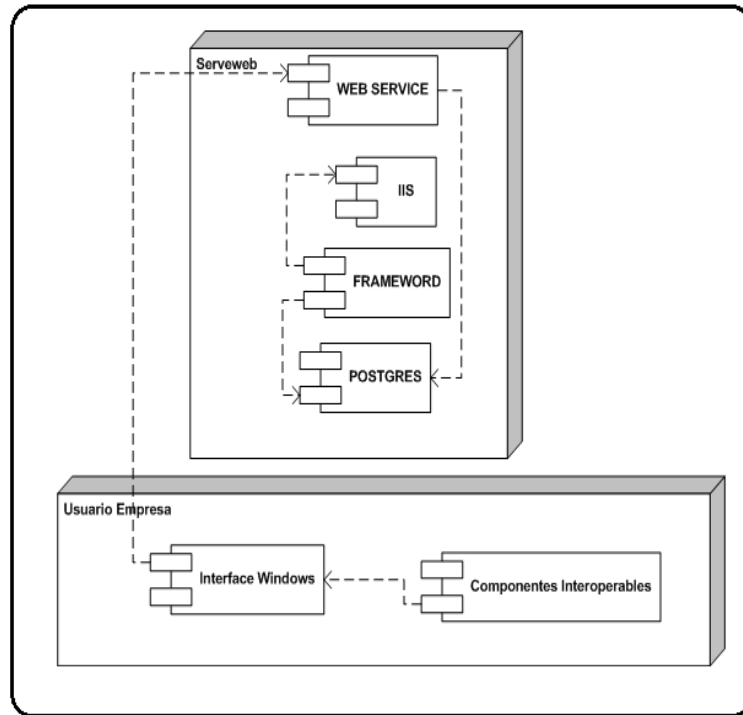 Serveweb
WEB SERVICE
IIS
FRAMEWORD
POSTGRES
Usuario Empresa
Interface Windows
Componentes Interoperables